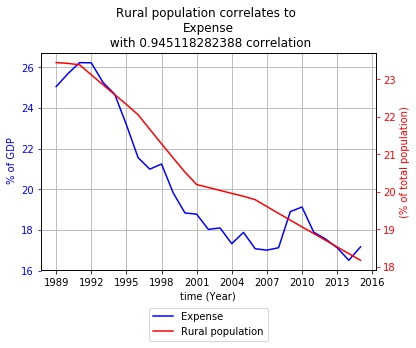 Rural population correlates to
Expense
with 0.945118282388 correlation
26
24
22
20
18
16
% of GDP
23
22
21
20
19
18
(% of total population)
1989 1992 1995 1998 2001 2004 2007 2010 2013 2016
time (Year)
Expense
Rural population